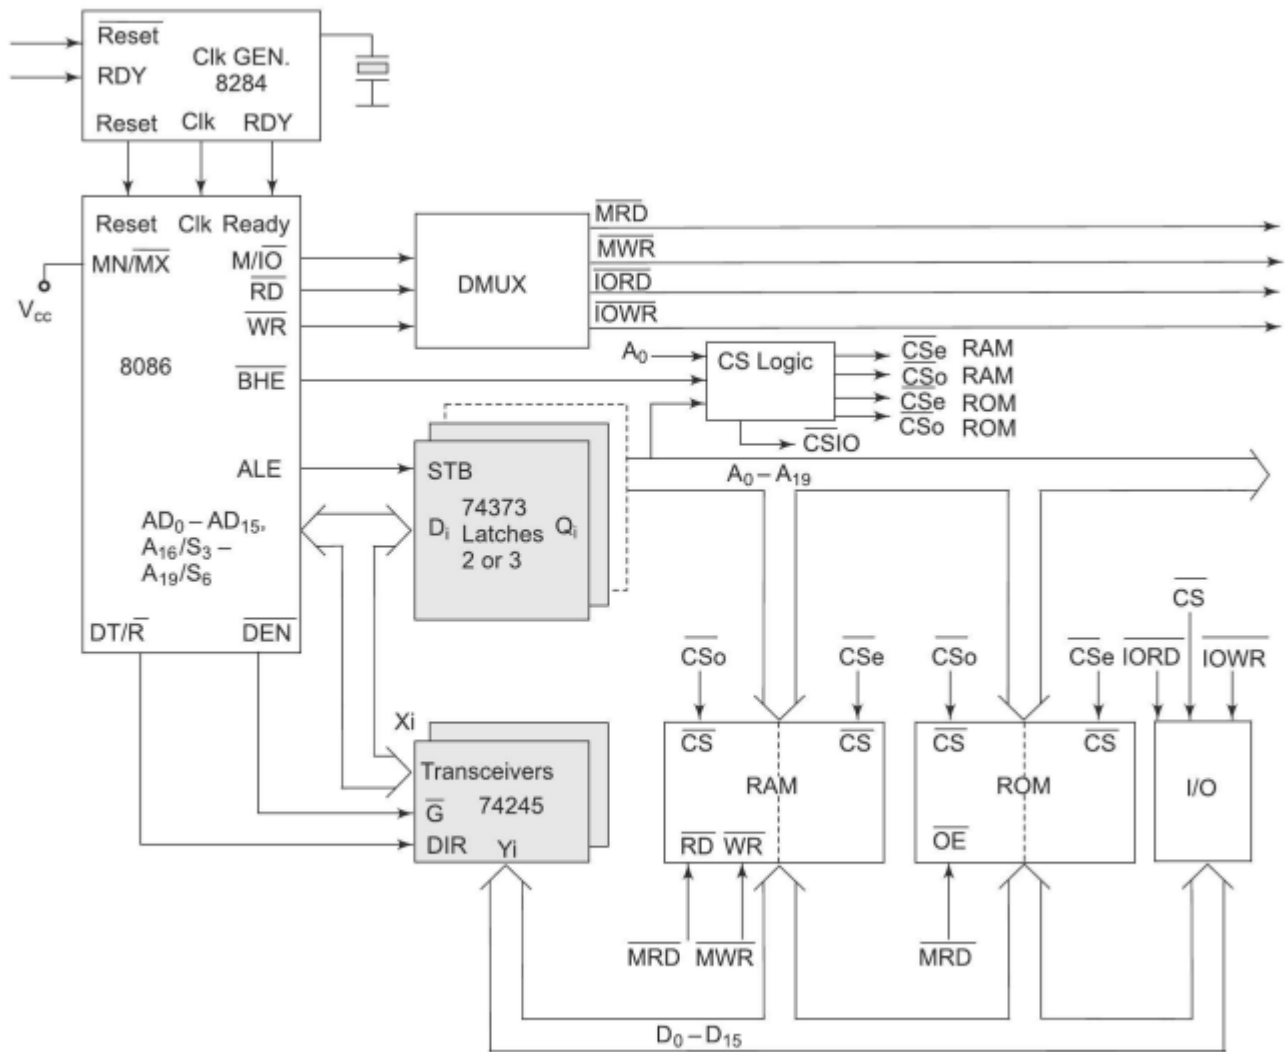 Reset
Clk GEN.
RDY
8284
Reset Clk RDY
Reset Clk Ready
MN/MX
M/IO
RD
WR
Vcc
8086
BHE
ALE
AD0 – AD15,
A16/S3 –
A19/S6
DT/R
DEN
DMUX
MRD
MWR
IORD
IOWR
A0
CS Logic
CSe RAM
CSo RAM
CSe ROM
CSo ROM
CSIO
A0 – A19
STB
74373
Di Latches Qi
2 or 3
Xi
Transceivers
74245
G
DIR
Yi
CSo
CSe
CS
CS
RAM
RD WR
MRD MWR
CSo
CSe
CS
CS
ROM
OE
MRD
CS
IORD
IOWR
I/O
D0 – D15